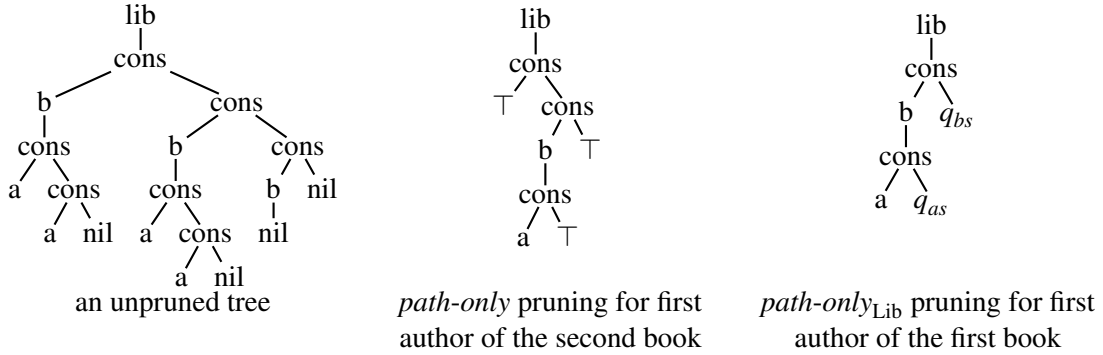 lib lib lib
cons cons cons
b cons ⊤ cons b q_bs
cons b cons b ⊤ cons
a cons cons b nil cons a q_as
a nil a cons nil a ⊤
a nil
an unpruned tree
path-only pruning for first
author of the second book
path-only_Lib pruning for first
author of the first book